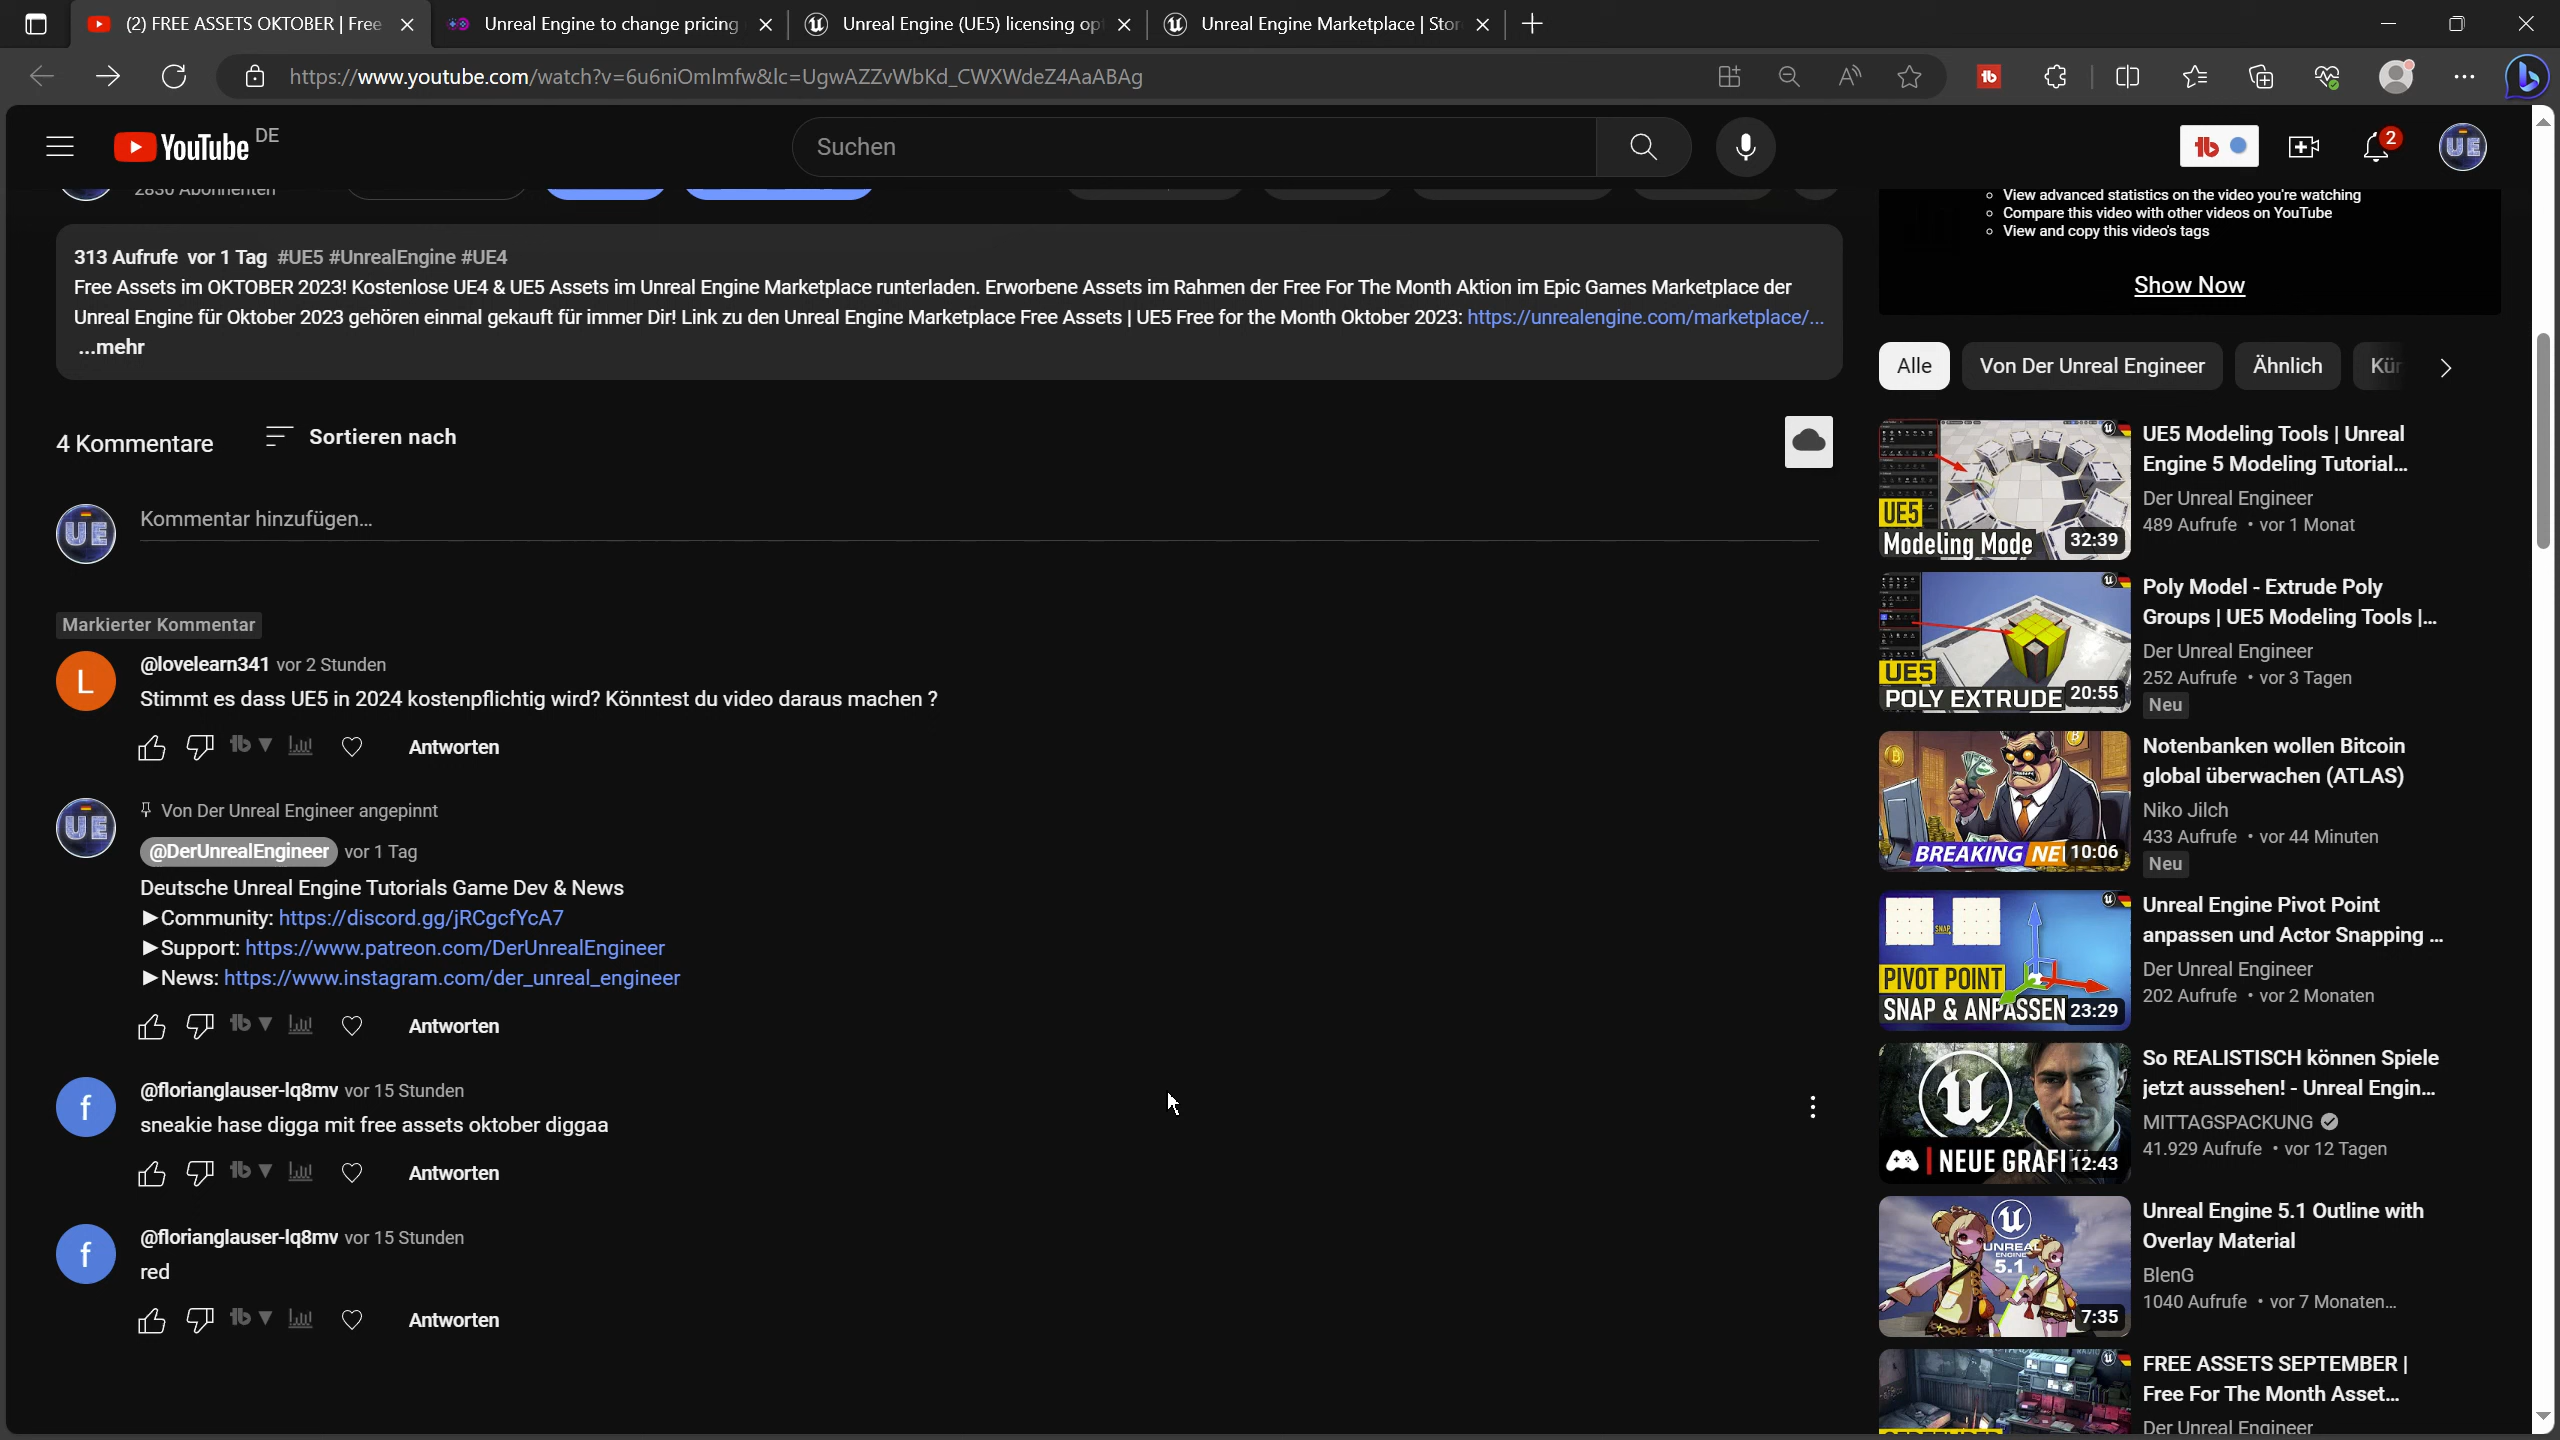 (2) FREE ASSETS OKTOBER | Free
Unreal Engine to change pricing
Unreal Engine (UE5) licensing op
Unreal Engine Marketplace | Stor
https://www.youtube.com/watch?v=6u6niOmlmfw&lc=UgwAZZvWbKd_CWXWdeZ4AaABAg
YouTube DE
Suchen
2
UE
313 Aufrufe vor 1 Tag #UE5 #UnrealEngine #UE4
Free Assets im OKTOBER 2023! Kostenlose UE4 & UE5 Assets im Unreal Engine Marketplace runterladen. Erworbene Assets im Rahmen der Free For The Month Aktion im Epic Games Marketplace der
Unreal Engine für Oktober 2023 gehören einmal gekauft für immer Dir! Link zu den Unreal Engine Marketplace Free Assets | UE5 Free for the Month Oktober 2023: https://unrealengine.com/marketplace/...
...mehr
4 Kommentare
Sortieren nach
UE
Kommentar hinzufügen...
Markierter Kommentar
L
@lovelearn341 vor 2 Stunden
Stimmt es dass UE5 in 2024 kostenpflichtig wird? Könntest du video daraus machen ?
Antworten
UE
Von Der Unreal Engineer angepinnt
@DerUnrealEngineer vor 1 Tag
Deutsche Unreal Engine Tutorials Game Dev & News
►Community: https://discord.gg/jRCgcfYcA7
►Support: https://www.patreon.com/DerUnrealEngineer
►News: https://www.instagram.com/der_unreal_engineer
Antworten
f
@florianglauser-lq8mv vor 15 Stunden
sneakie hase digga mit free assets oktober diggaa
Antworten
f
@florianglauser-lq8mv vor 15 Stunden
red
Antworten
View advanced statistics on the video you're watching
Compare this video with other videos on YouTube
View and copy this video's tags
Show Now
Alle
Von Der Unreal Engineer
Ähnlich
Kür
UE5
Modeling Mode
32:39
UE5 Modeling Tools | Unreal
Engine 5 Modeling Tutorial...
Der Unreal Engineer
489 Aufrufe • vor 1 Monat
UE5
POLY EXTRUDE
20:55
Poly Model - Extrude Poly
Groups | UE5 Modeling Tools |...
Der Unreal Engineer
252 Aufrufe • vor 3 Tagen
Neu
BREAKING NE
10:06
Notenbanken wollen Bitcoin
global überwachen (ATLAS)
Niko Jilch
433 Aufrufe • vor 44 Minuten
Neu
SNAP
PIVOT POINT
SNAP & ANPASSEN
23:29
Unreal Engine Pivot Point
anpassen und Actor Snapping ...
Der Unreal Engineer
202 Aufrufe • vor 2 Monaten
NEUE GRAFI
12:43
So REALISTISCH können Spiele
jetzt aussehen! - Unreal Engin...
MITTAGSPACKUNG
41.929 Aufrufe • vor 12 Tagen
UNREAL
ENGINE
5.1
7:35
Unreal Engine 5.1 Outline with
Overlay Material
BlenG
1040 Aufrufe • vor 7 Monaten...
FREE ASSETS SEPTEMBER |
Free For The Month Asset...
Der Unreal Engineer